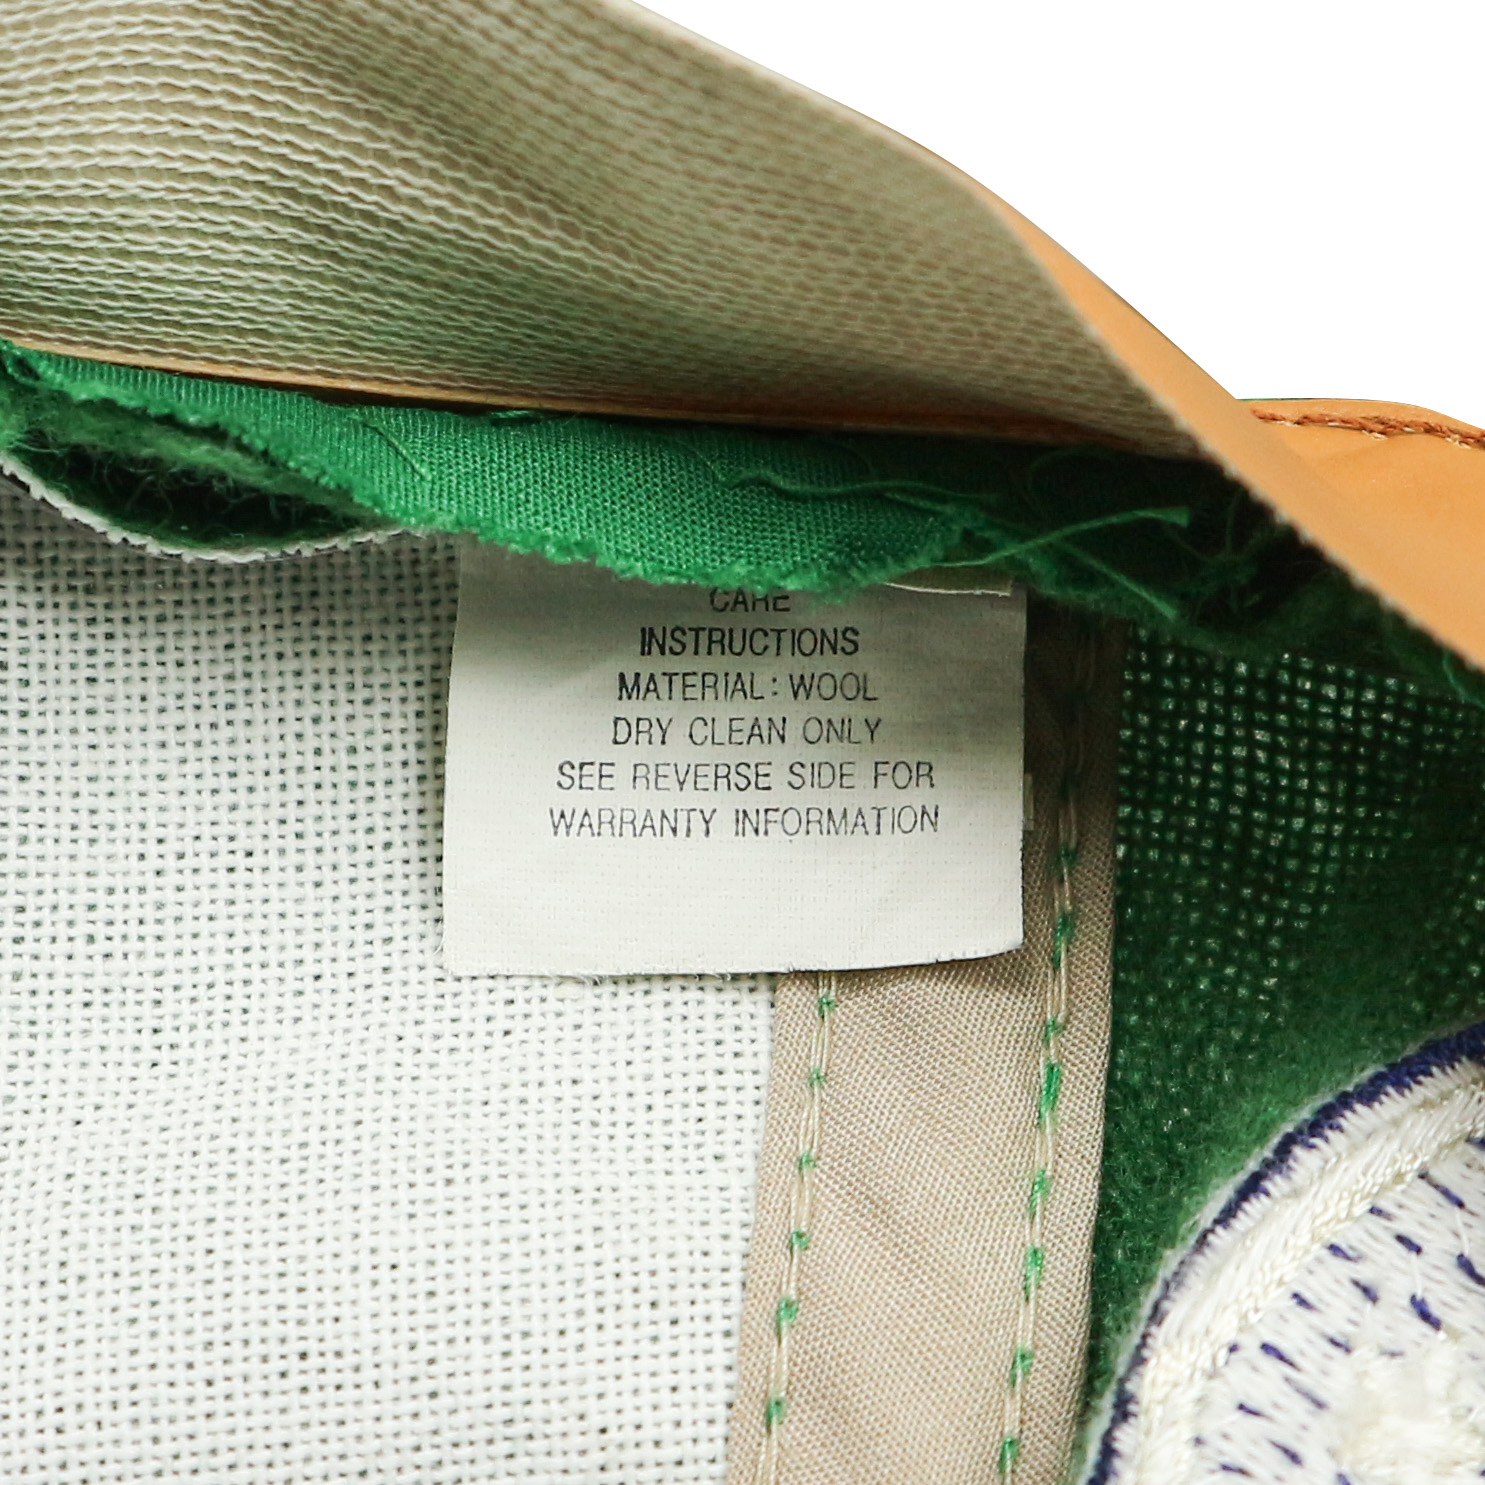 CARE
INSTRUCTIONS
MATERIAL: WOOL
DRY CLEAN ONLY
SEE REVERSE SIDE FOR
WARRANTY INFORMATION